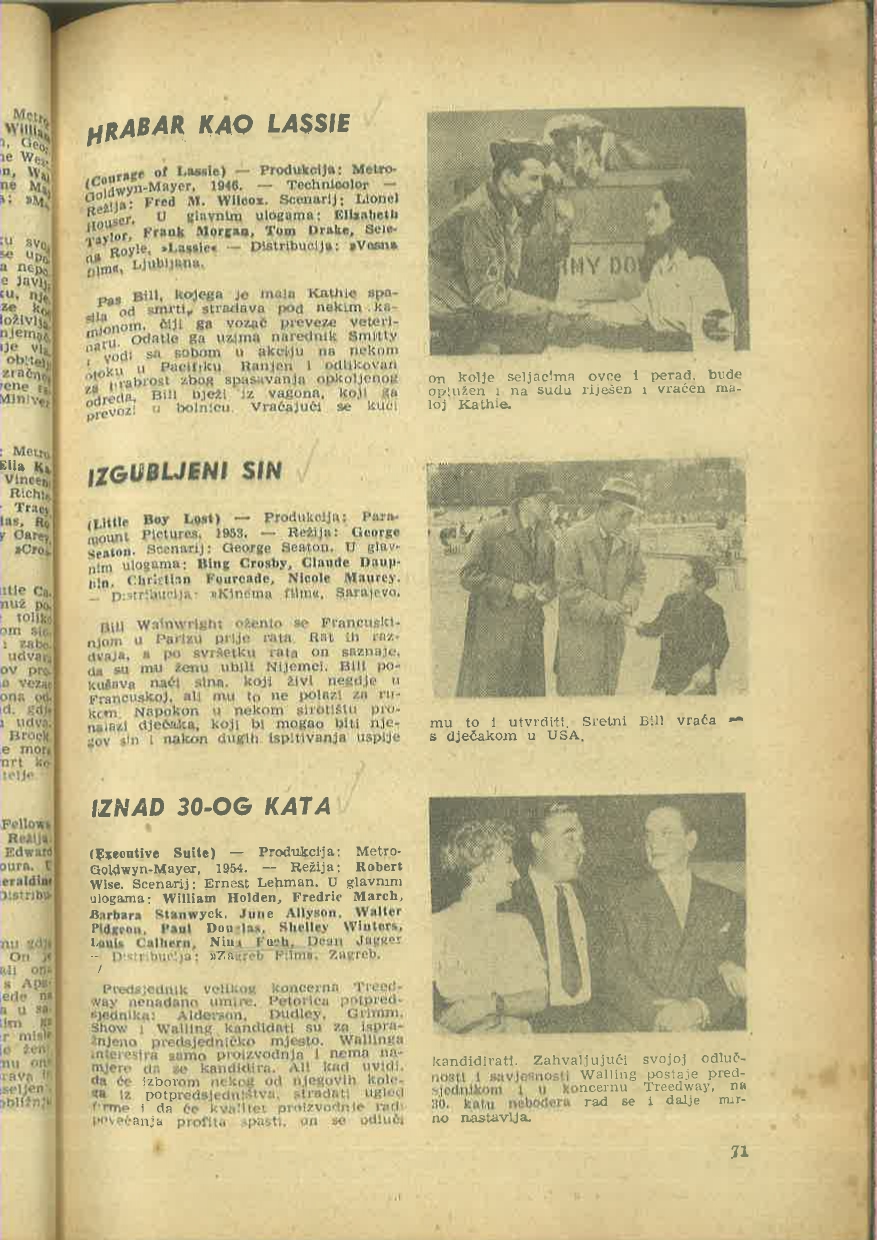 HRABAR KAO LASSIE
(Courage of Lassie) — Produkcija: Metro-
Goldwyn-Mayer, 1946. — Technicolor —
Režija: Fred M. Wilcox. Scenarij: Lionel
Houser. U glavnim ulogama: Elizabeth
Taylor, Frank Morgan, Tom Drake, Sele-
na Royle, »Lassie« — Distribucija: »Vesna
film«, Ljubljana.
Pas Bill, kojega je mala Kathie spa-
sila od smrti, stradava pod nekim ka-
mionom, čiji ga vozač preveze veteri-
naru. Odatle ga uzima narednik Smitty
i vodi sa sobom u akciju na nekom
otoku u Pacifiku. Ranjen i odlikovan
za hrabrost zbog spasavanja opkoljenog
odreda, Bill bježi iz vagona, koji ga
prevozi u bolnicu. Vraćajući se kući
on kolje seljacima ovce i perad, bude
optužen i na sudu riješen i vraćen ma-
loj Kathie.
IZGUBLJENI SIN
(Little Boy Lost) — Produkcija: Para-
mount Pictures, 1953. — Režija: George
Seaton. Scenarij: George Seaton. U glav-
nim ulogama: Bing Crosby, Claude Daup-
hin, Christian Fourcade, Nicole Maurey.
— Distribucija: »Kinema film«, Sarajevo.
Bill Wainwright oženio se Francuski-
njom u Parizu prije rata. Rat ih raz-
dvaja, a po svršetku rata on saznaje,
da su mu ženu ubili Nijemci. Bill po-
kušava naći sina, koji živi negdje u
Francuskoj, ali mu to ne polazi za ru-
kom. Napokon u nekom sirotištu pro-
nalazi dječaka, koji bi mogao biti nje-
gov sin i nakon dugih ispitivanja uspije
mu to i utvrditi. Sretni Bill vraća
s dječakom u USA.
IZNAD 30-OG KATA
(Executive Suite) — Produkcija: Metro-
Goldwyn-Mayer, 1954. — Režija: Robert
Wise. Scenarij: Ernest Lehman. U glavnim
ulogama: William Holden, Fredric March,
Barbara Stanwyck, June Allyson, Walter
Pidgeon, Paul Douglas, Shelley Winters,
Louis Calhern, Nina Foch, Dean Jagger
— Distribucija: »Zagreb Film«, Zagreb.
Predsjednik velikog koncerna Treed-
way nenadano umire. Petorica potpred-
sjednika: Alderson, Dudley, Grimm,
Show i Walling kandidati su za ispra-
žnjeno predsjedničko mjesto. Wallinga
interesira samo proizvodnja i nema na-
mjere da se kandidira. Ali kad uvidi,
da će izborom nekog od njegovih kole-
ga iz potpredsjedništva, stradati ugled
firme i da će kvalitet proizvodnje radi
povećanja profita spasti, on se odluči
kandidirati. Zahvaljujući svojoj odluč-
nosti i savjesnosti Walling postaje pred-
sjednikom i u koncernu Treedway, na
30. katu nebodera rad se i dalje mir-
no nastavlja.
71